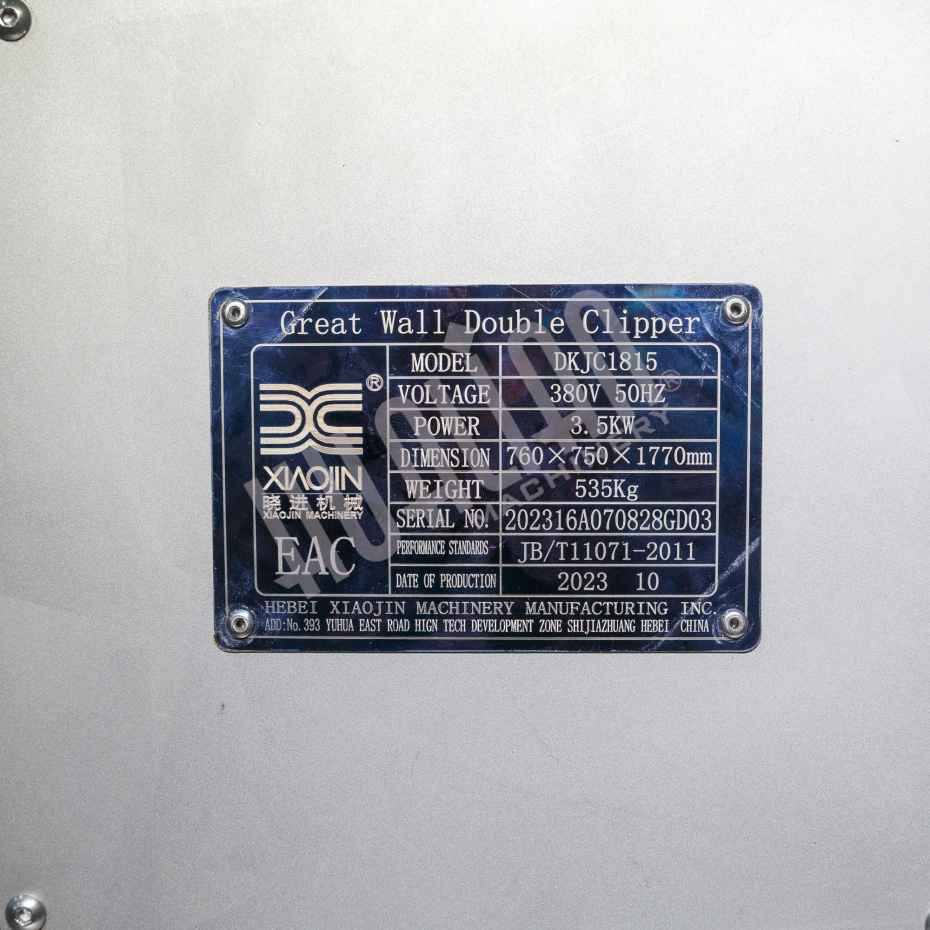 Great Wall Double Clipper
®
XIAOJIN
晓进机械
XIAOJIN MACHINERY
EAC
MODEL DKJC1815
VOLTAGE 380V 50HZ
POWER 3.5KW
DIMENSION 760×750×1770mm
WEIGHT 535Kg
SERIAL NO. 202316A070828GD03
PERFORMANCE STANDARDS JB/T11071-2011
DATE OF PRODUCTION 2023 10
HEBEI XIAOJIN MACHINERY MANUFACTURING INC.
ADD:No.393 YUHUA EAST ROAD HIGN TECH DEVELOPMENT ZONE SHIJIAZHUANG HEBEI CHINA
MACHINERY